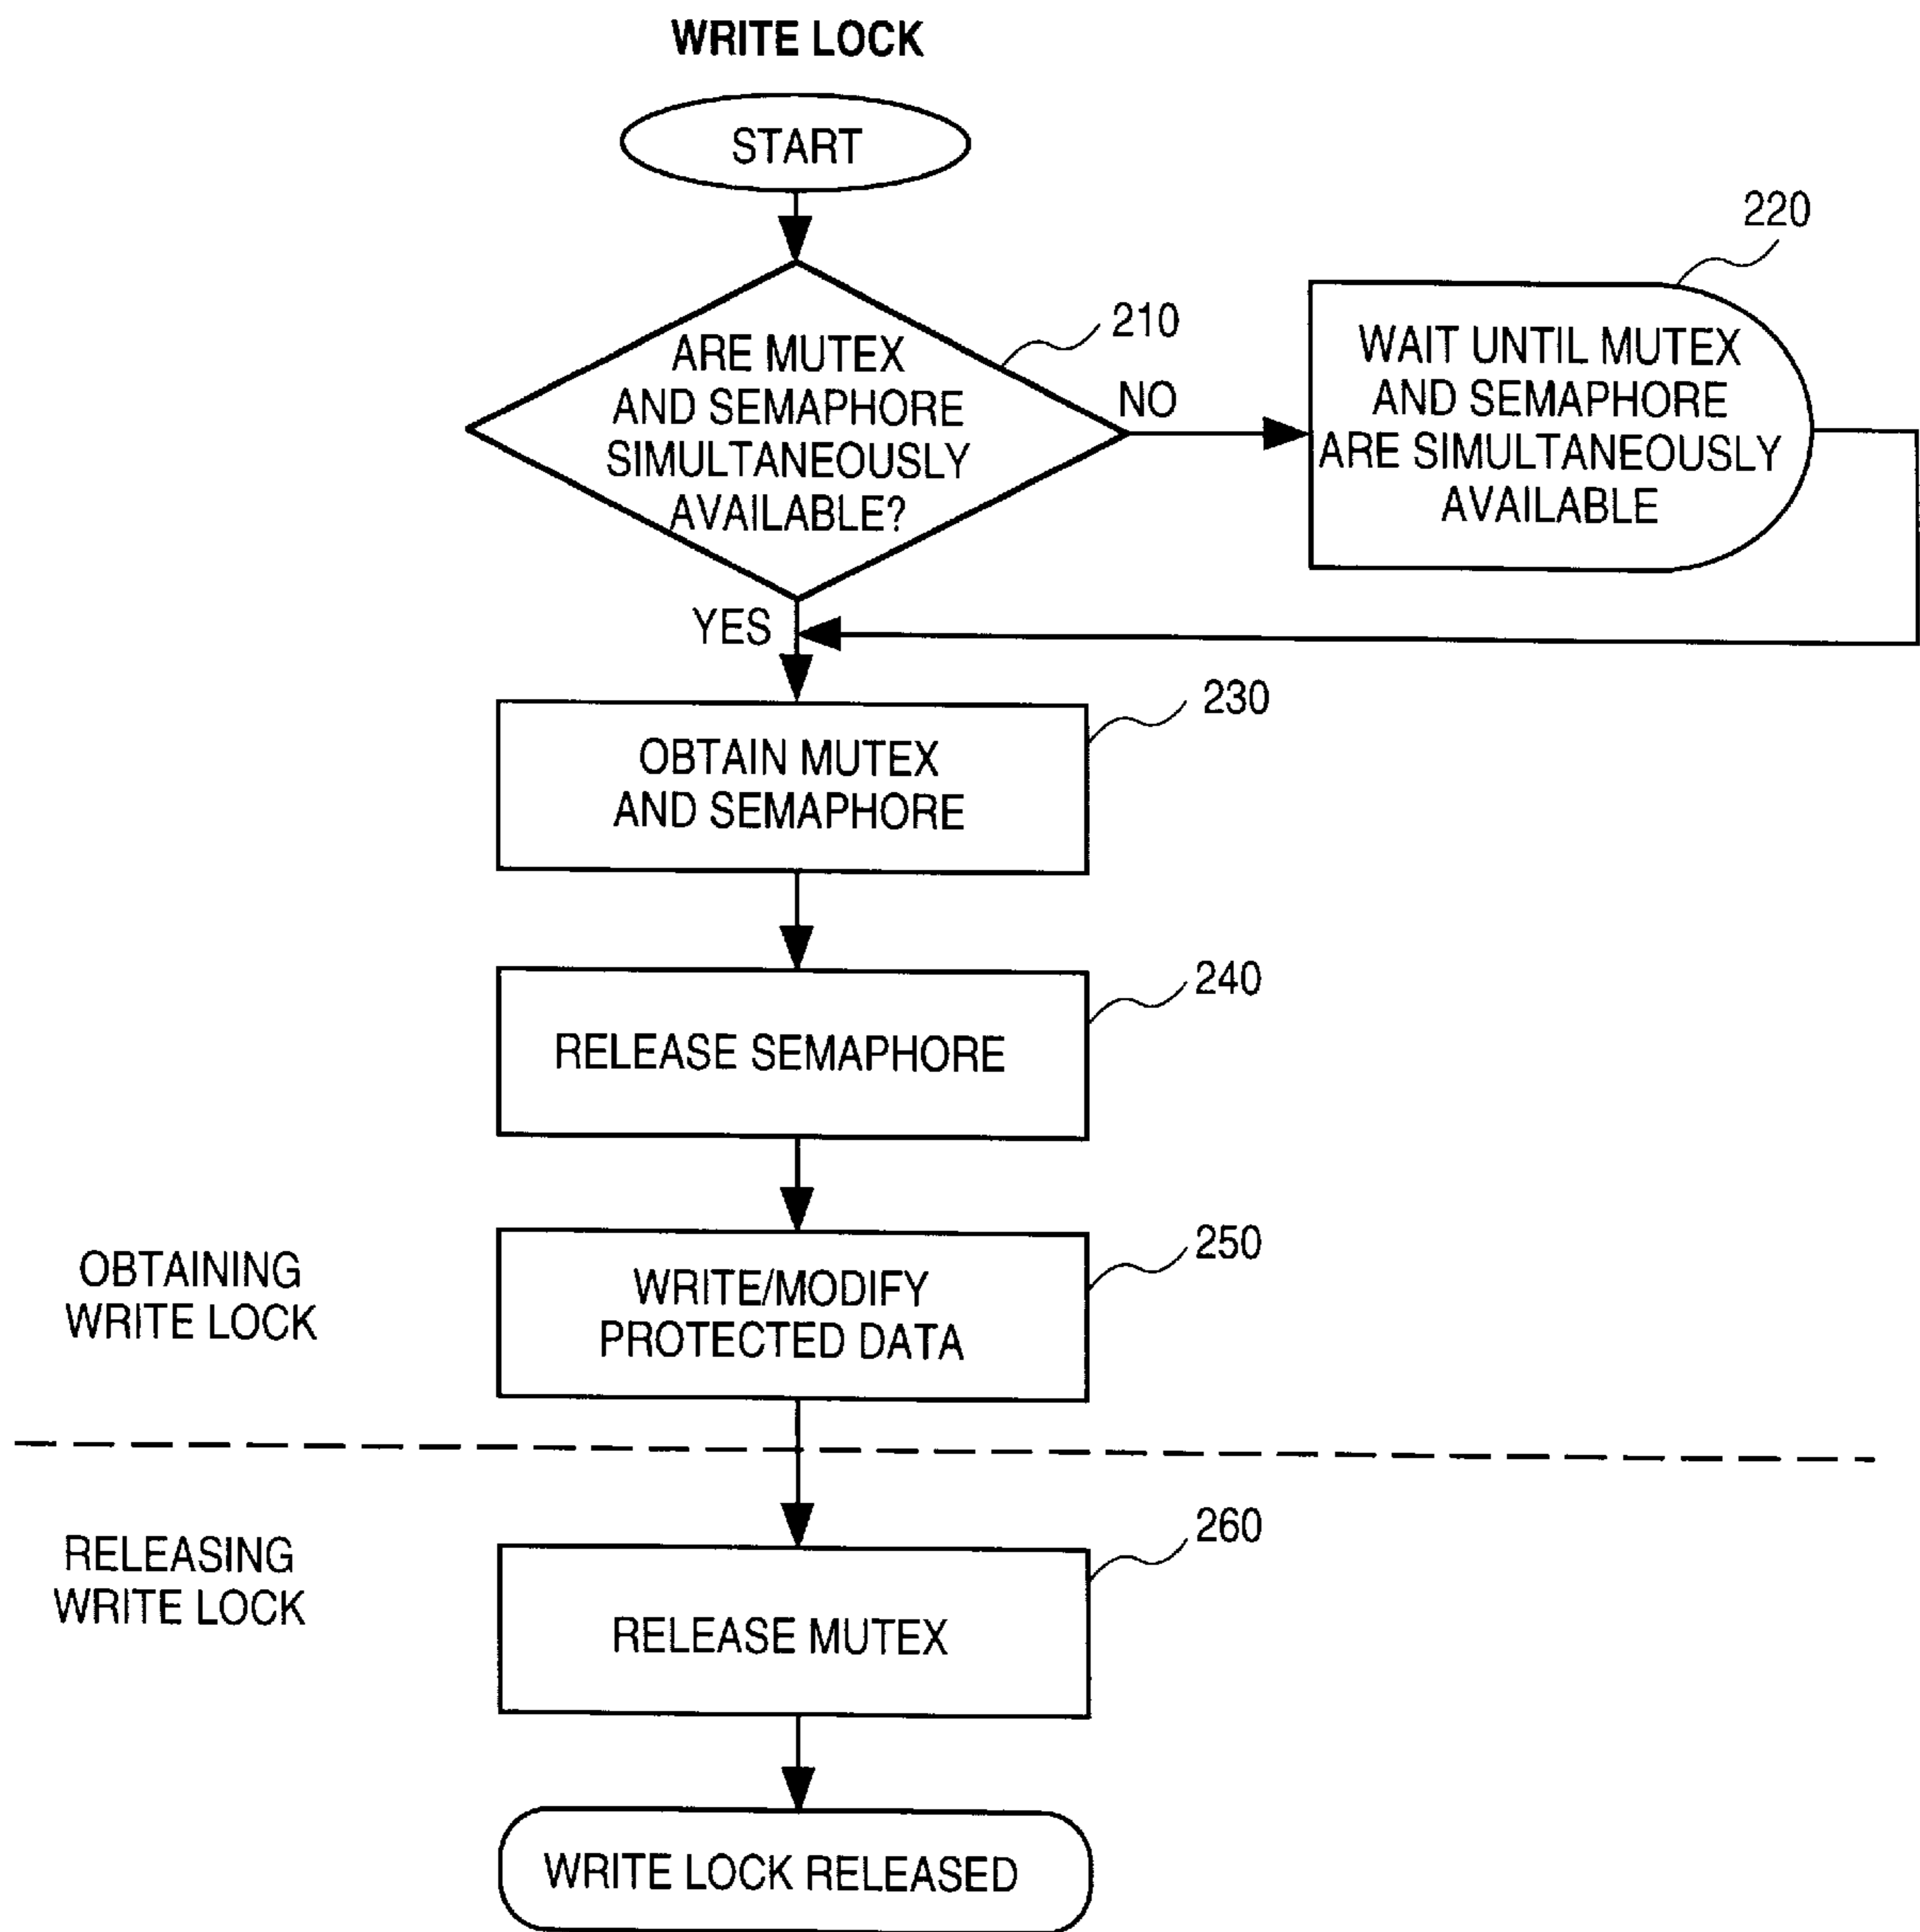 WRITE LOCK
START
220
210
ARE MUTEX
AND SEMAPHORE
SIMULTANEOUSLY
AVAILABLE?
NO
WAIT UNTIL MUTEX
AND SEMAPHORE
ARE SIMULTANEOUSLY
AVAILABLE
YES
230
OBTAIN MUTEX
AND SEMAPHORE
240
RELEASE SEMAPHORE
250
OBTAINING
WRITE LOCK
WRITE/MODIFY
PROTECTED DATA
260
RELEASING
WRITE LOCK
RELEASE MUTEX
WRITE LOCK RELEASED